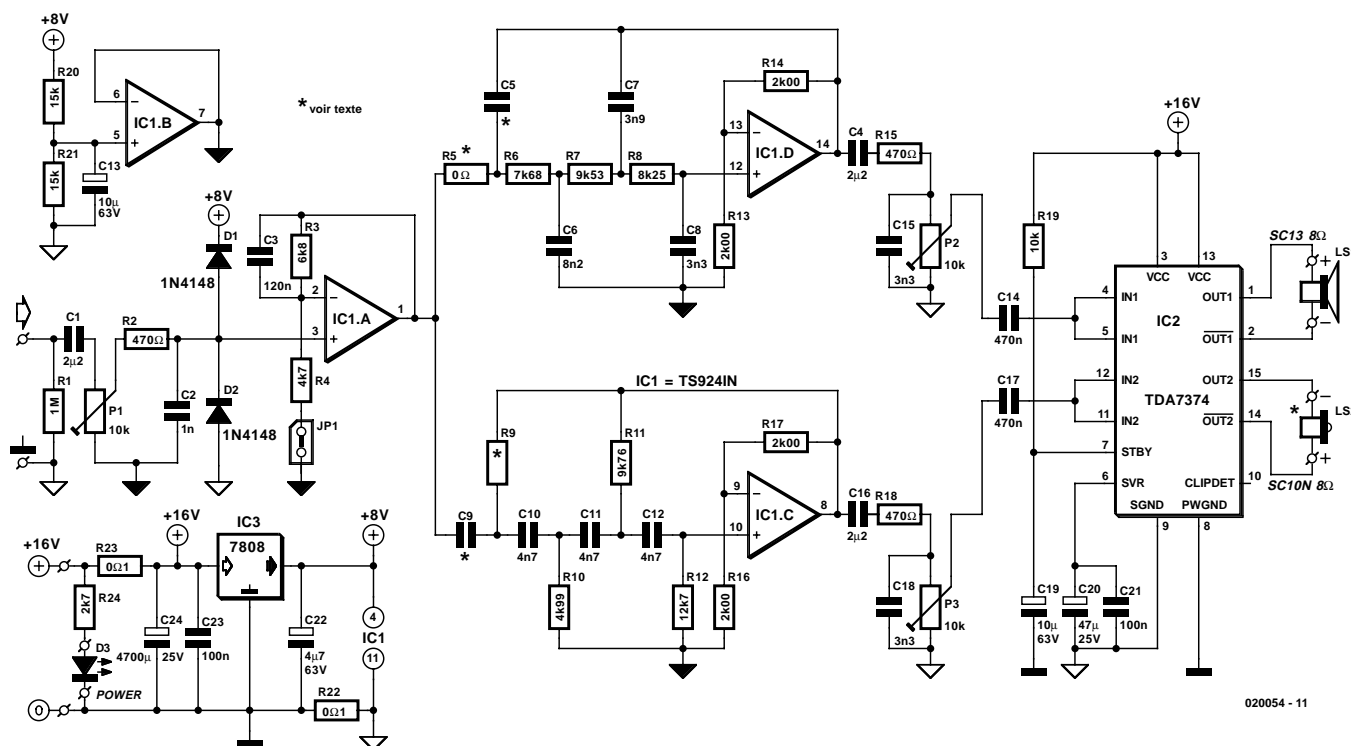 +8V
R20
15k
6
−
IC1.B
7
5
+
R21
15k
C13
10µ
63V
* voir texte
C5
*
C7
3n9
R14
2k00
13
−
IC1.D
14
12
+
R5 *
0Ω
R6
7k68
R7
9k53
R8
8k25
C6
8n2
C8
3n3
R13
2k00
C4
2µ2
R15
470Ω
C15
3n3
P2
10k
+8V
D1
1N4148
C3
120n
R3
6k8
2
−
IC1.A
1
3
+
C1
2µ2
R2
470Ω
R1
1M
P1
10k
C2
1n
D2
1N4148
4k7
R4
JP1
IC1 = TS924IN
R9
*
R11
9k76
R17
2k00
9
−
IC1.C
8
10
+
C9
*
C10
4n7
C11
4n7
C12
4n7
R10
4k99
R12
12k7
R16
2k00
C16
2µ2
R18
470Ω
C18
3n3
P3
10k
+16V
R19
10k
C14
470n
C17
470n
3
VCC
13
VCC
4
IN1
OUT1
1
5
IN1
IC2
OUT1
2
12
IN2
OUT2
15
TDA7374
11
IN2
OUT2
14
7
STBY
6
SVR
CLIPDET
10
SGND
PWGND
9
8
SC13 8Ω
+
LS
−
−
*
LS
+
SC10N 8Ω
C19
10µ
63V
C20
47µ
25V
C21
100n
+16V
R23
0Ω1
+16V
IC3
7808
+8V
R24
2k7
D3
POWER
C24
4700µ
25V
C23
100n
C22
4µ7
63V
4
IC1
11
R22
0Ω1
0
020054 - 11